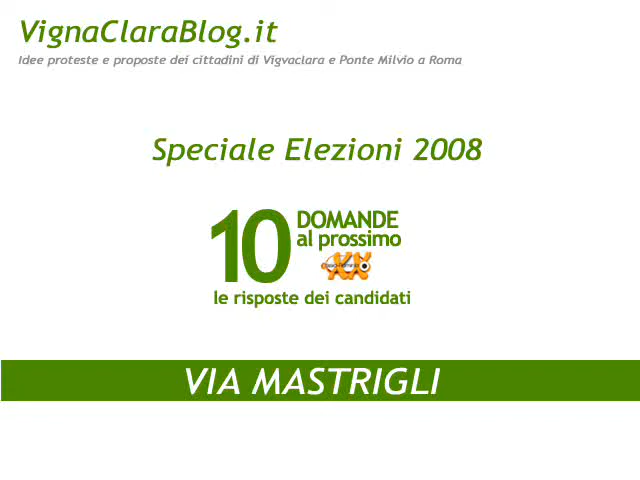 VignaClaraBlog.it
Idee proteste e proposte dei cittadini di Vigvaclara e Ponte Milvio a Roma
Speciale Elezioni 2008
10 DOMANDE
al prossimo
XX
le risposte dei candidati
VIA MASTRIGLI